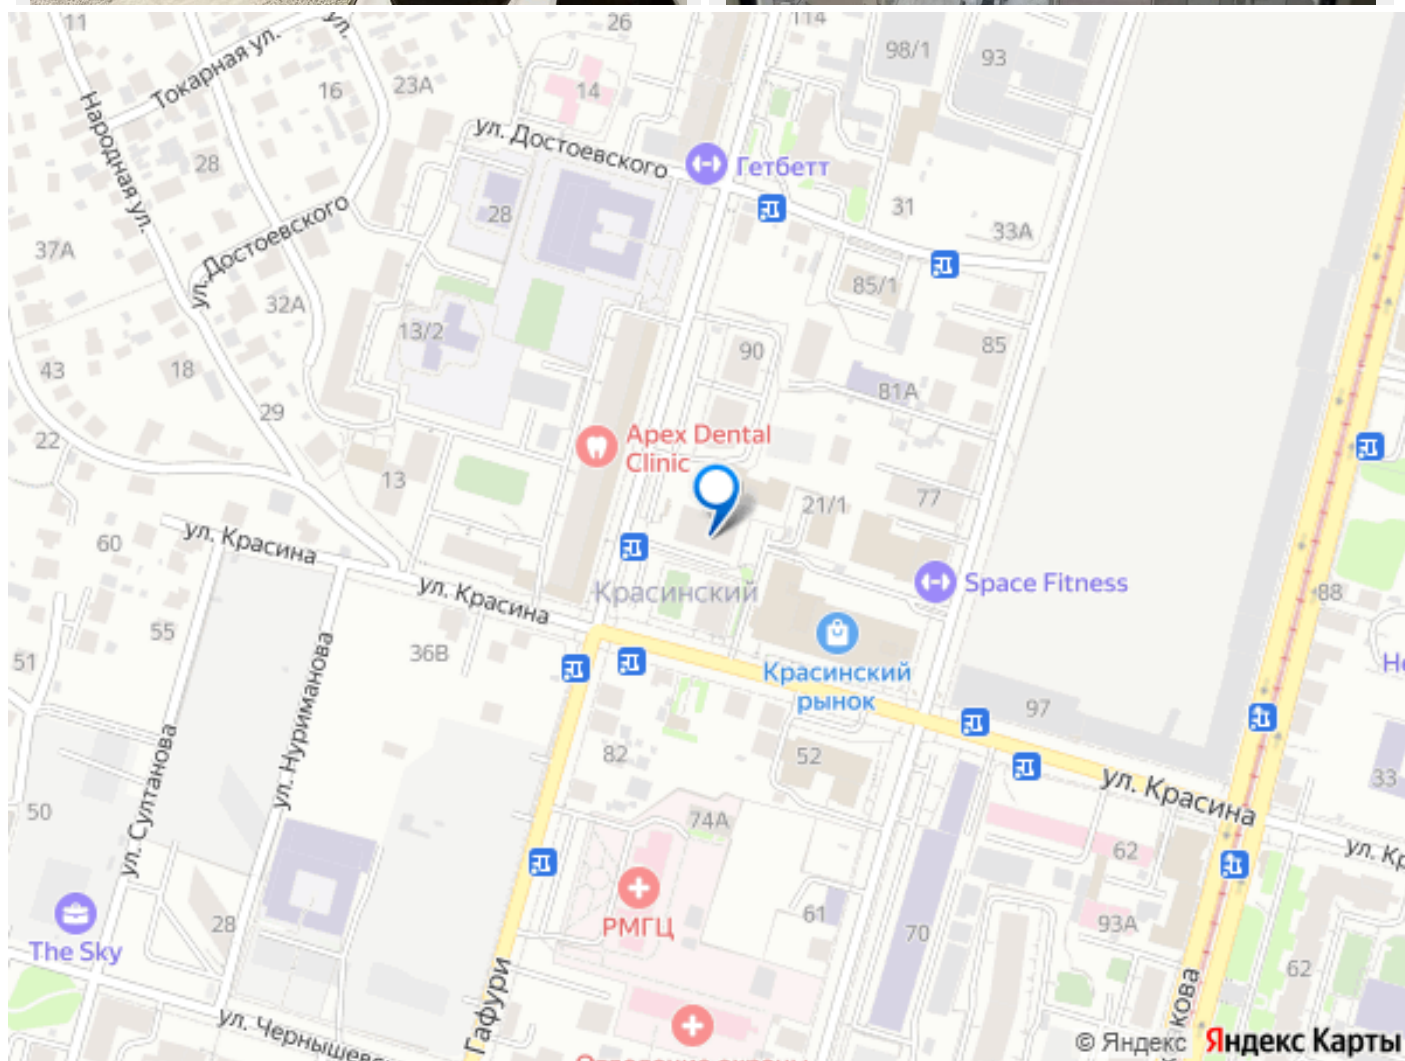 11
ул.
26
114
Токарная ул.
98/1
93
16
23А
14
Народная ул.
ул. Достоевского
Гетбетт
28
28
31
33А
37А
ул. Достоевского
85/1
32А
13/2
90
85
43
18
81А
29
22
Apex Dental
Clinic
13
21/1
77
60
ул. Красина
ул. Красина
Красинский
Space Fitness
88
55
51
36В
Красинский
рынок
97
82
52
ул. Султанова
ул. Нуриманова
33
50
74А
ул. Красина
62
РМГЦ
61
70
93А
28
The Sky
62
Гафури
© Яндекс Яндекс Карты